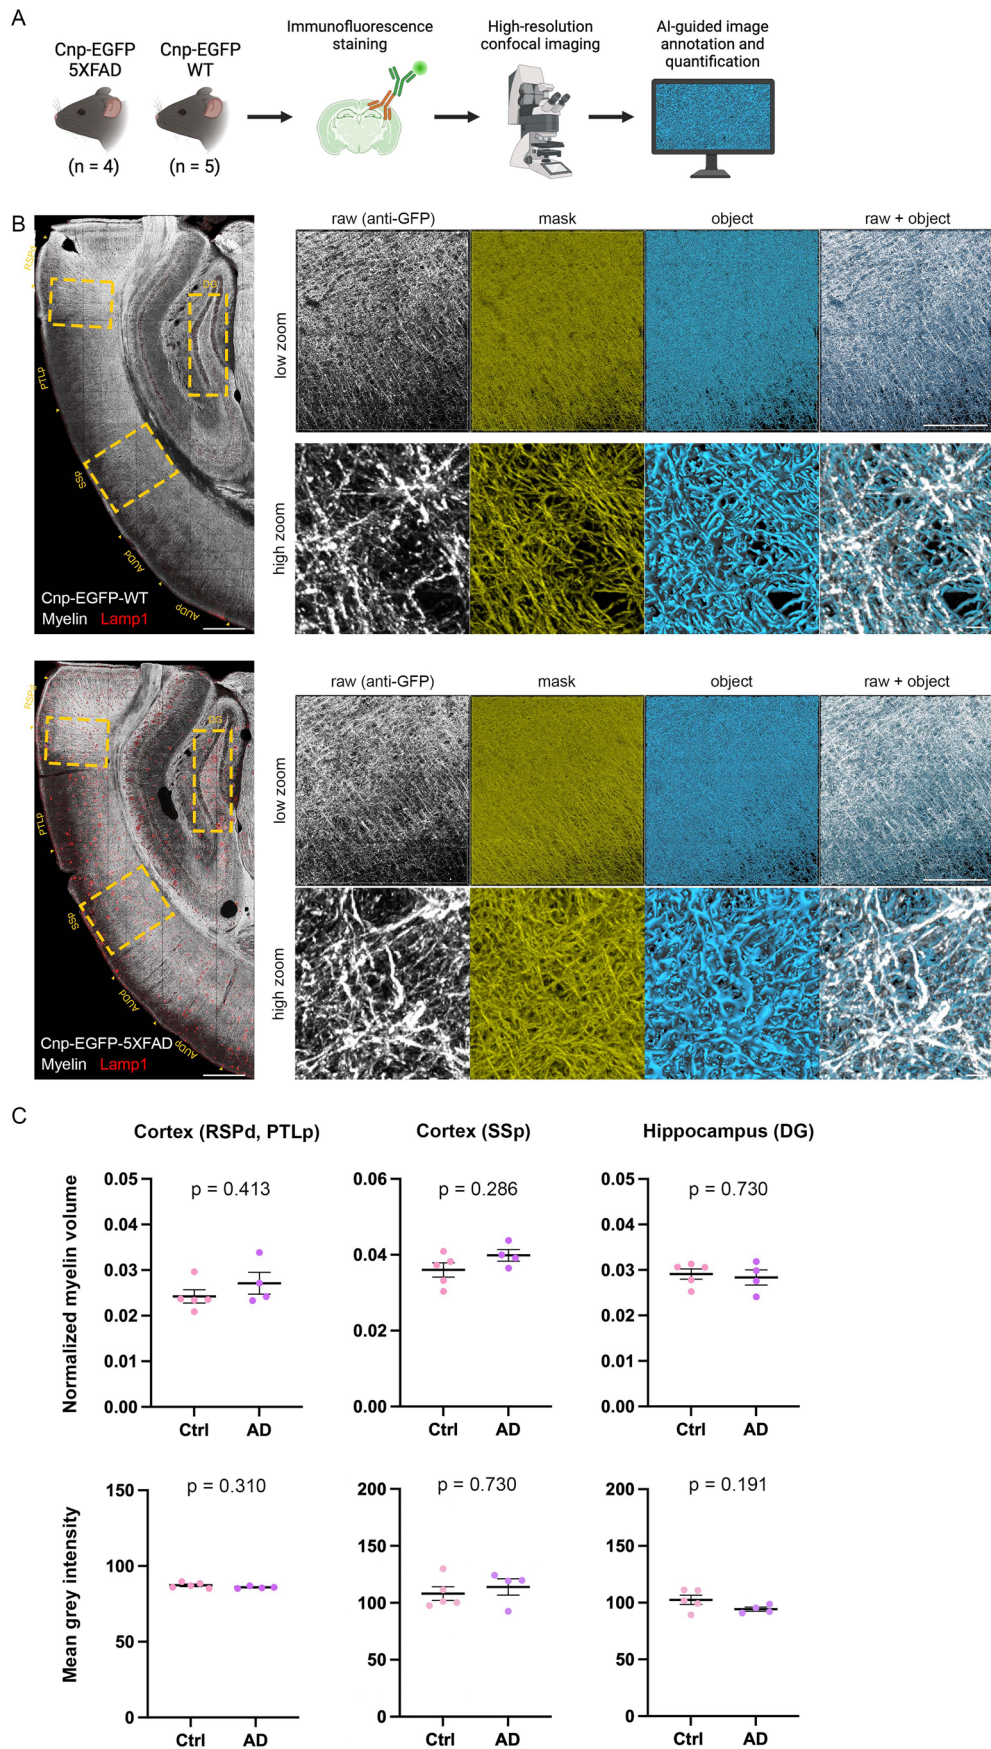 A
Cnp-EGFP
5XFAD
(n = 4)
Cnp-EGFP
WT
(n = 5)
Immunofluorescence
staining
High-resolution
confocal imaging
AI-guided image
annotation and
quantification
B
RSPd
PTLp
SSp
AUDd
AUDp
DG
Cnp-EGFP-WT
Myelin Lamp1
raw (anti-GFP) mask object raw + object
low zoom
high zoom
RSPd
PTLp
SSp
AUDd
AUDp
DG
Cnp-EGFP-5XFAD
Myelin Lamp1
raw (anti-GFP) mask object raw + object
low zoom
high zoom
C
Cortex (RSPd, PTLp)
Normalized myelin volume
p = 0.413
0.05
0.04
0.03
0.02
0.01
0.00
Ctrl AD
Cortex (SSp)
p = 0.286
0.06
0.04
0.02
0.00
Ctrl AD
Hippocampus (DG)
p = 0.730
0.05
0.04
0.03
0.02
0.01
0.00
Ctrl AD
Mean grey intensity
p = 0.310
150
100
50
0
Ctrl AD
p = 0.730
200
150
100
50
0
Ctrl AD
p = 0.191
200
150
100
50
0
Ctrl AD